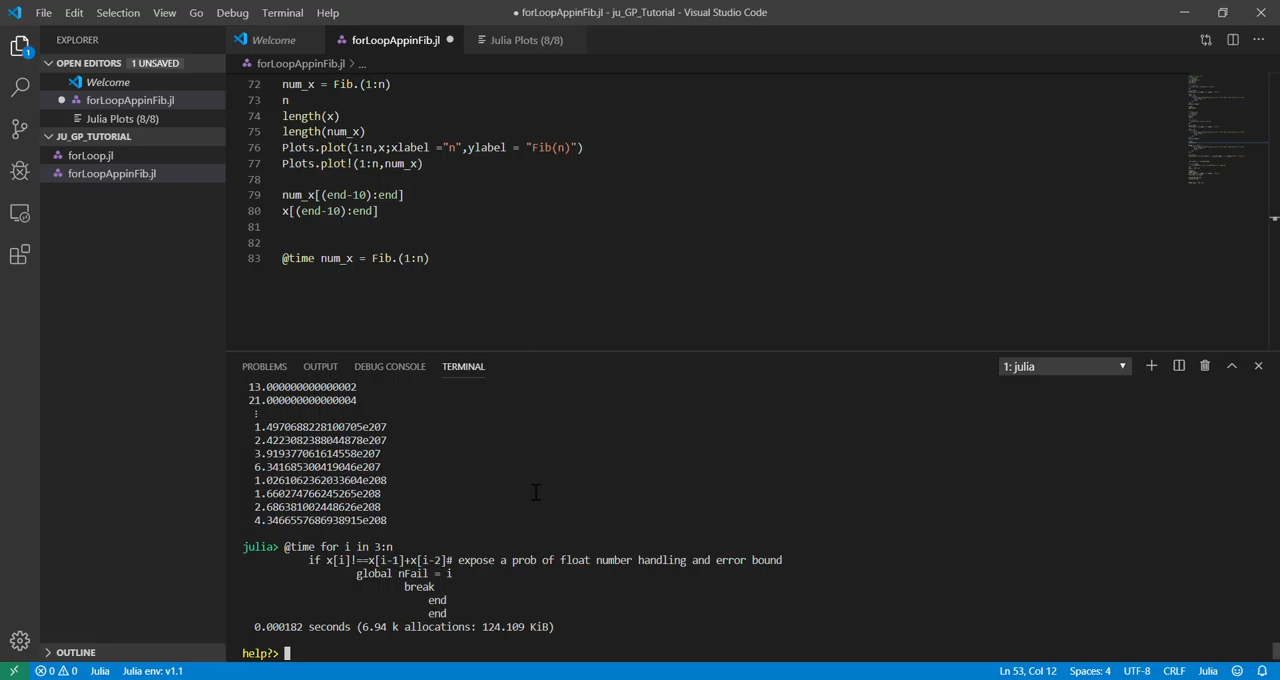 File Edit Selection View Go Debug Terminal Help
● forLoopAppinFib.jl - ju_GP_Tutorial - Visual Studio Code
EXPLORER
Welcome
forLoopAppinFib.jl ●
Julia Plots (8/8)
OPEN EDITORS 1 UNSAVED
forLoopAppinFib.jl > ...
Welcome
● forLoopAppinFib.jl
Julia Plots (8/8)
JU_GP_TUTORIAL
forLoop.jl
forLoopAppinFib.jl
1
72 num_x = Fib.(1:n)
73 n
74 length(x)
75 length(num_x)
76 Plots.plot(1:n,x;xlabel ="n",ylabel = "Fib(n)")
77 Plots.plot!(1:n,num_x)
78
79 num_x[(end-10):end]
80 x[(end-10):end]
81
82
83 @time num_x = Fib.(1:n)
PROBLEMS OUTPUT DEBUG CONSOLE TERMINAL
1: julia
13.000000000000002
21.000000000000004
⋮
1.4970688228100705e207
2.4223082388044878e207
3.919377061614558e207
6.341685300419046e207
1.0261062362033604e208
1.660274766245265e208
2.686381002448626e208
4.3466557686938915e208
julia> @time for i in 3:n
if x[i]!==x[i-1]+x[i-2]# expose a prob of float number handling and error bound
global nFail = i
break
end
end
0.000182 seconds (6.94 k allocations: 124.109 KiB)
help?>
OUTLINE
0 0 Julia Julia env: v1.1
Ln 53, Col 12 Spaces: 4 UTF-8 CRLF Julia